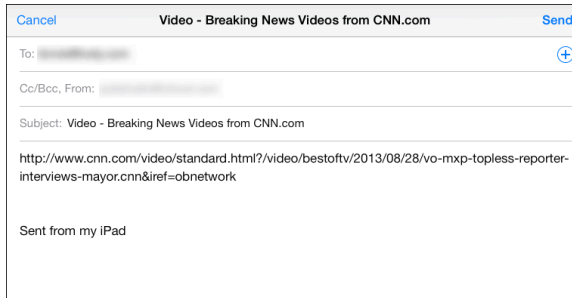 Cancel Video - Breaking News Videos from CNN.com Send
To:
Cc/Bcc, From:
Subject: Video - Breaking News Videos from CNN.com
http://www.cnn.com/video/standard.html?/video/bestoftv/2013/08/28/vo-mxp-topless-reporter-
interviews-mayor.cnn&iref=obnetwork
Sent from my iPad